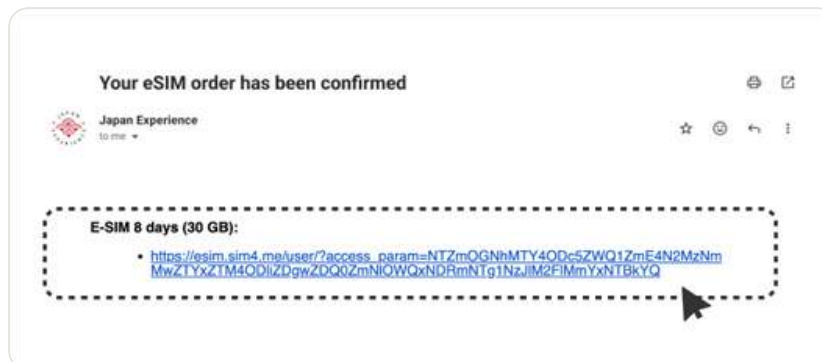 Your eSIM order has been confirmed
Japan Experience
to me
E-SIM 8 days (30 GB):
https://esim.sim4.me/user/?access_param=NTZmOGNhMTY4ODc5ZWQ1ZmE4N2MzNm
MwZTYxZTM4ODliZDgwZDQ0ZmNlOWQxNDRmNTg1NzJlM2FlMmYxNTBkYQ